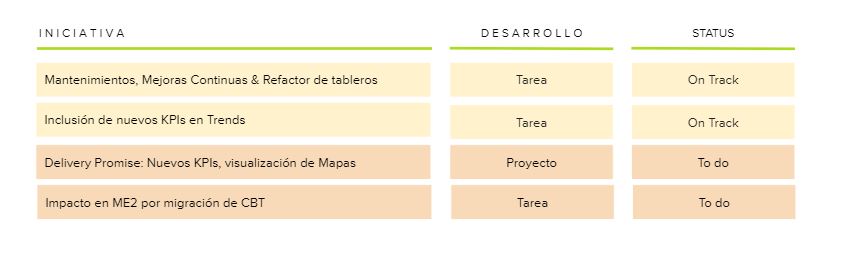 INICIATIVA DESARROLLO STATUS
Mantenimientos, Mejoras Continuas & Refactor de tableros Tarea On Track
Inclusión de nuevos KPIs en Trends Tarea On Track
Delivery Promise: Nuevos KPIs, visualización de Mapas Proyecto To do
Impacto en ME2 por migración de CBT Tarea To do